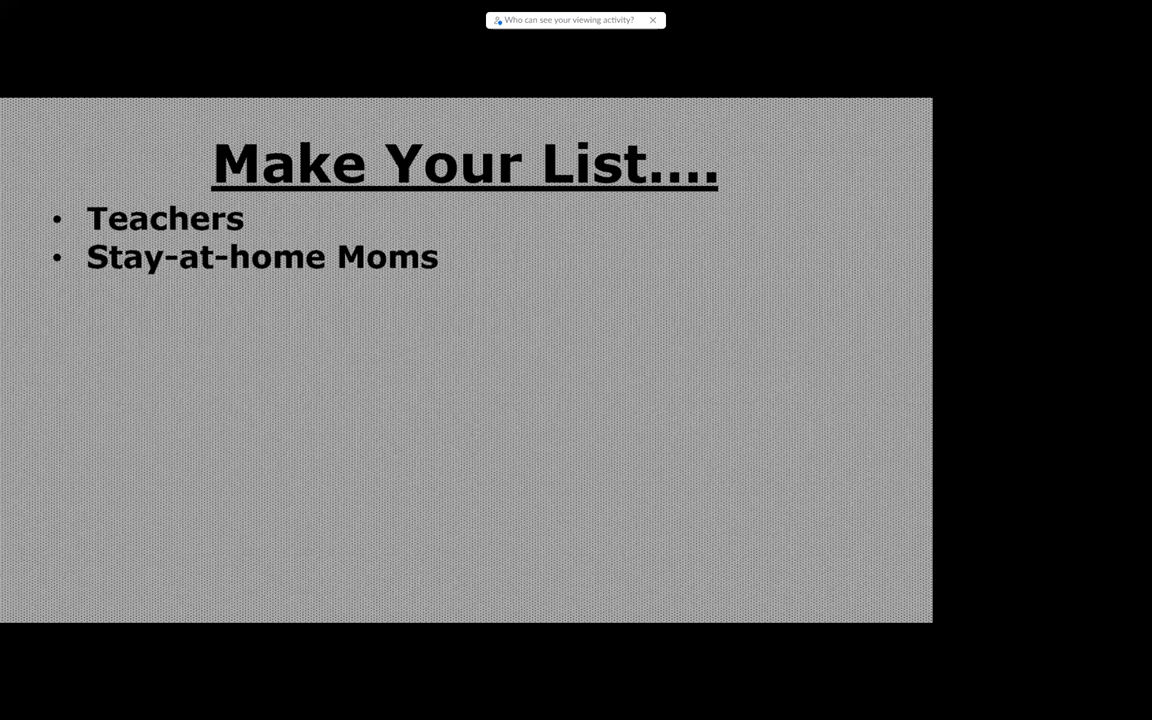 Who can see your viewing activity?
Make Your List....
• Teachers
• Stay-at-home Moms